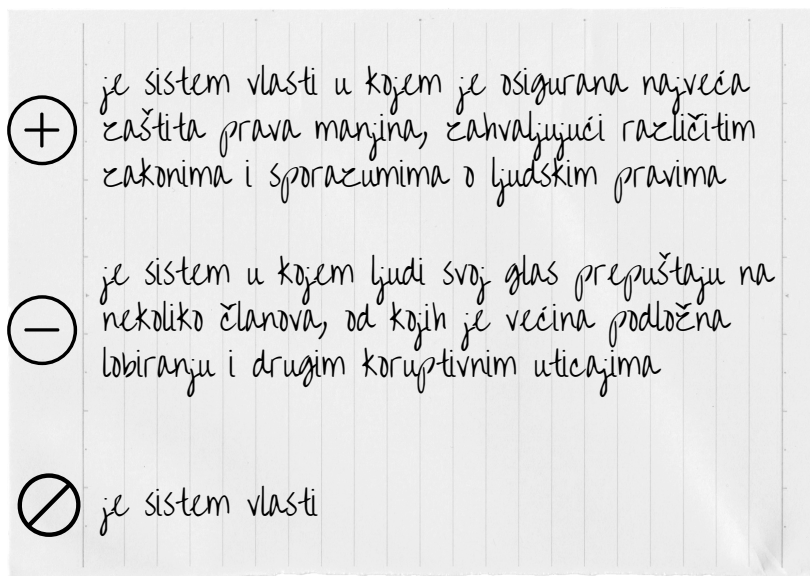 je sistem vlasti u kojem je osigurana najveća
zaštita prava manjina, zahvaljujući različitim
zakonima i sporazumima o ljudskim pravima
je sistem u kojem ljudi svoj glas prepuštaju na
nekoliko članova, od kojih je većina podložna
lobiranju i drugim koruptivnim uticajima
je sistem vlasti